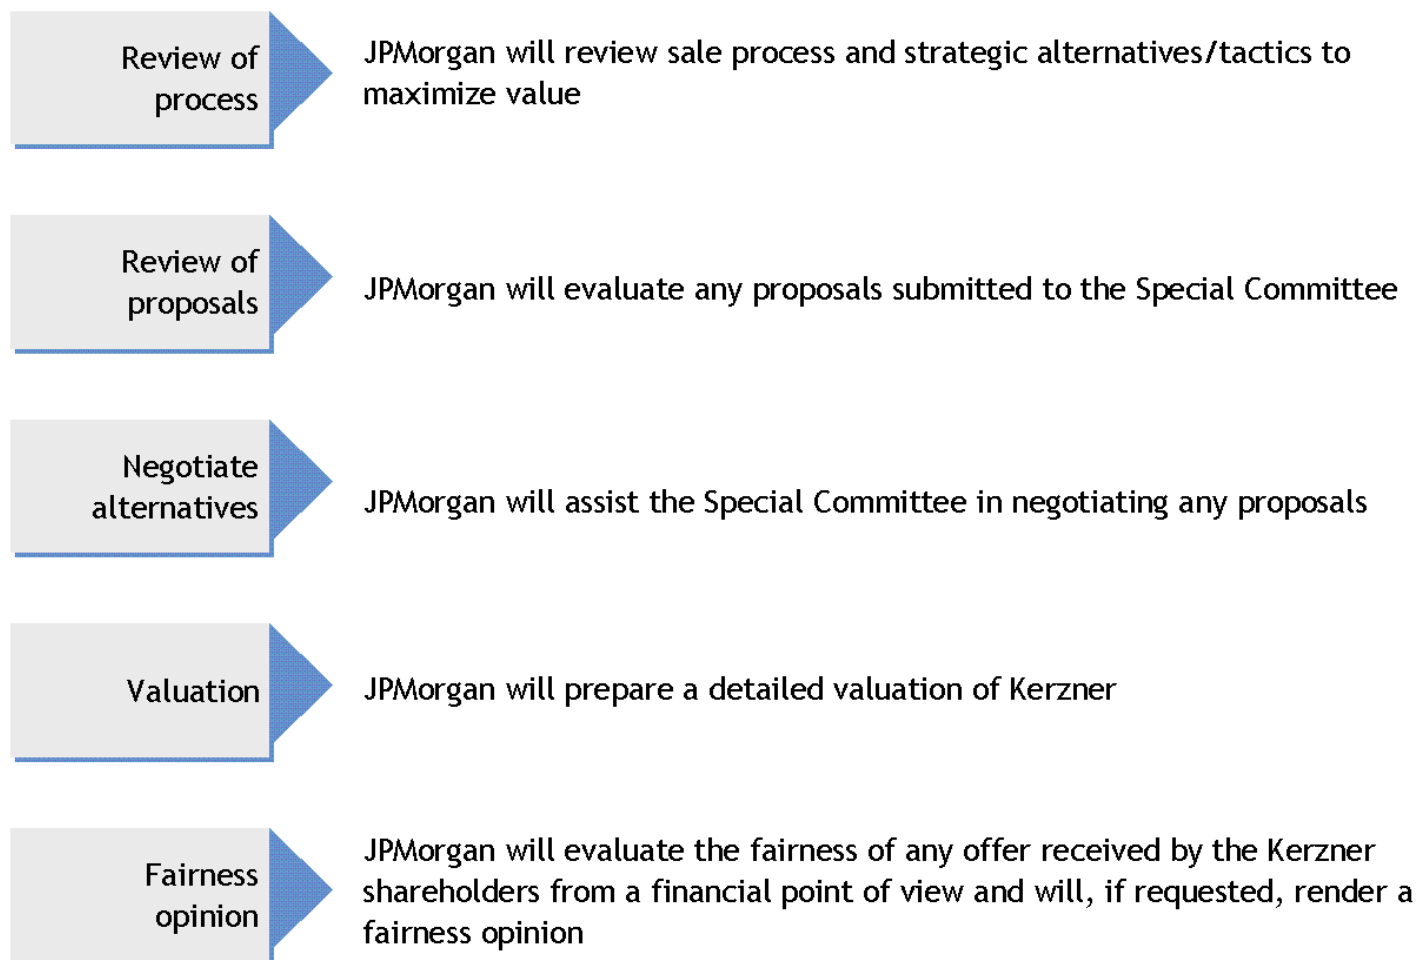 Review of
process
JPMorgan will review sale process and strategic alternatives/tactics to
maximize value
Review of
proposals
JPMorgan will evaluate any proposals submitted to the Special Committee
Negotiate
alternatives
JPMorgan will assist the Special Committee in negotiating any proposals
Valuation
JPMorgan will prepare a detailed valuation of Kerzner
Fairness
opinion
JPMorgan will evaluate the fairness of any offer received by the Kerzner
shareholders from a financial point of view and will, if requested, render a
fairness opinion